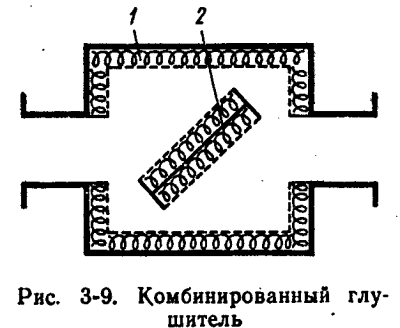 1 2
Рис. 3-9. Комбинированный глу-
шитель